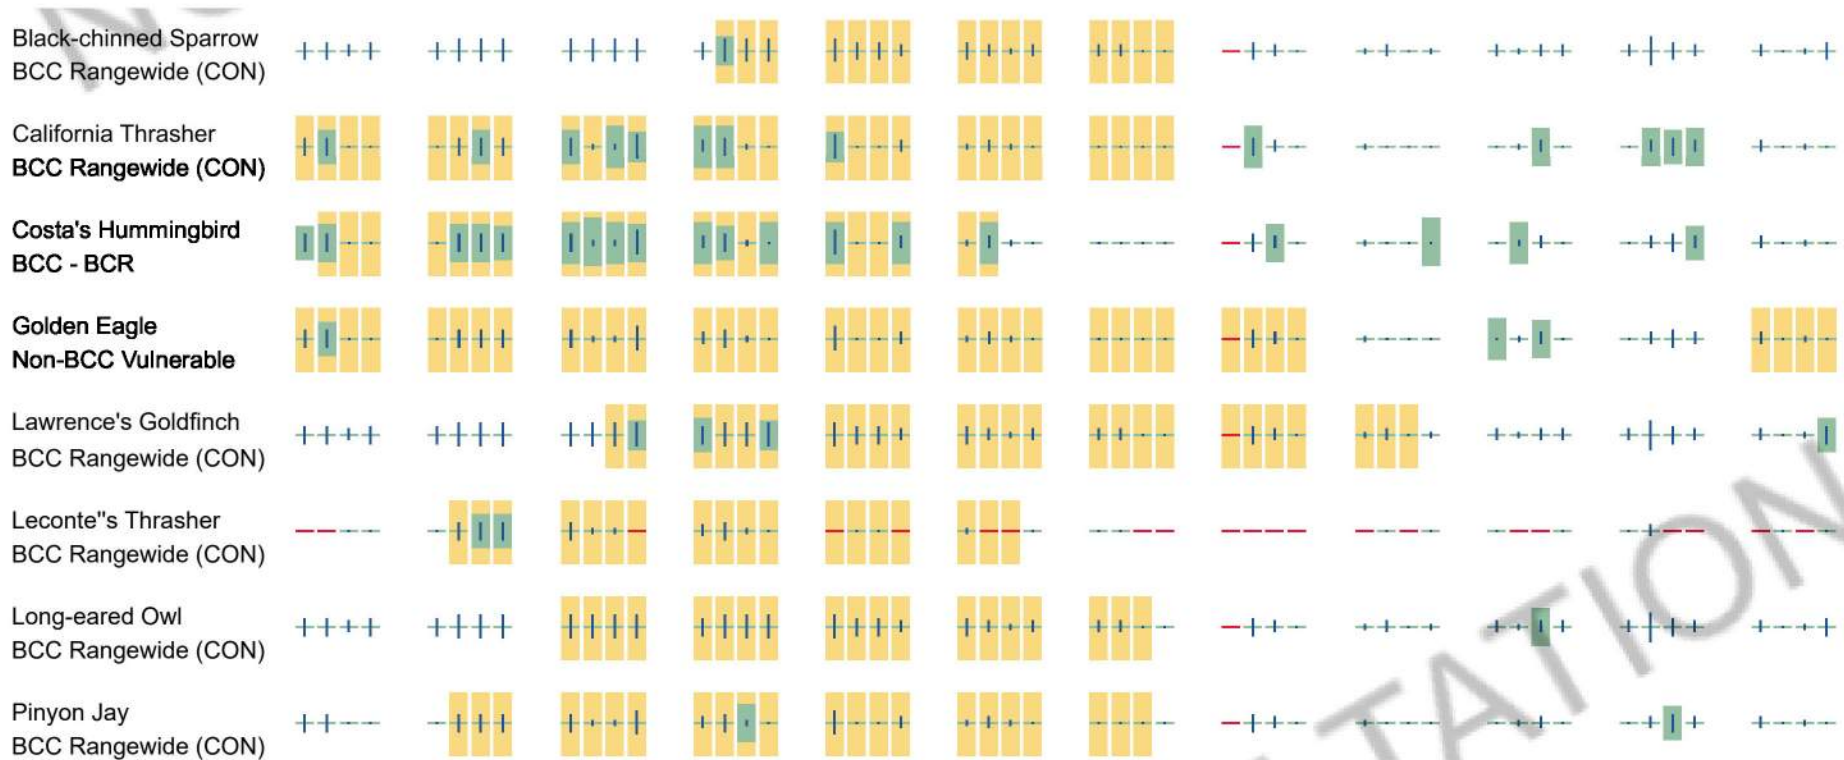 Black-chinned Sparrow
BCC Rangewide (CON)
California Thrasher
BCC Rangewide (CON)
Costa's Hummingbird
BCC - BCR
Golden Eagle
Non-BCC Vulnerable
Lawrence's Goldfinch
BCC Rangewide (CON)
Leconte"s Thrasher
BCC Rangewide (CON)
Long-eared Owl
BCC Rangewide (CON)
Pinyon Jay
BCC Rangewide (CON)
TATION